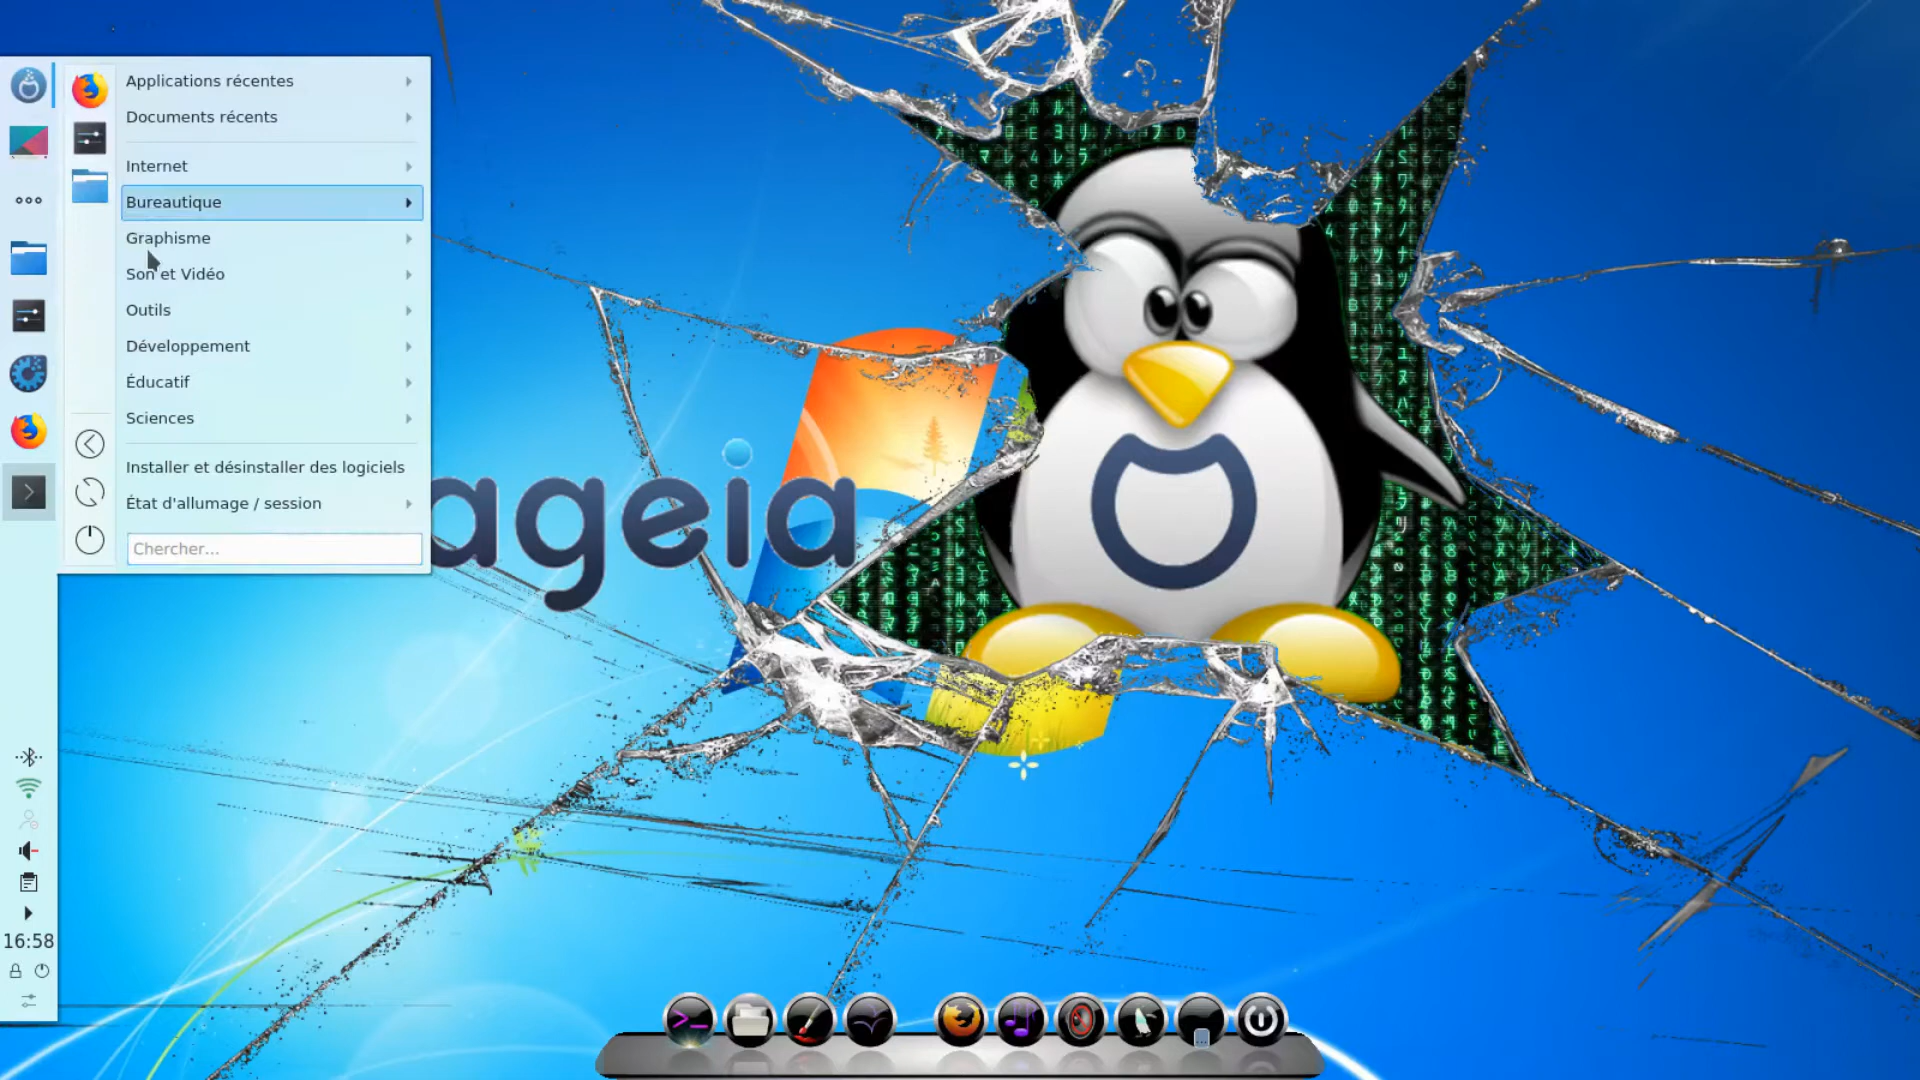 Applications récentes
Documents récents
Internet
Bureautique
Graphisme
Son et Vidéo
Outils
Développement
Éducatif
Sciences
Installer et désinstaller des logiciels
État d'allumage / session
Chercher...
ageia
16:58